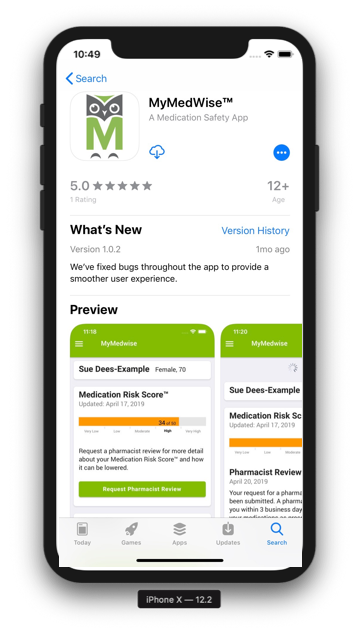 10:49
Search
MyMedWise™
A Medication Safety App
M
5.0
12+
1 Rating
Age
What's New
Version History
Version 1.0.2
1mo ago
We've fixed bugs throughout the app to provide a
smoother user experience.
Preview
11:18
MyMedwise
Sue Dees-Example Female, 70
Medication Risk Score™
Updated: April 17, 2019
34 of 50
Very Low Low Moderate High Very High
Request a pharmacist review for more detail
about your Medication Risk Score™ and how
it can be lowered.
Request Pharmacist Review
11:20
MyMedwise
Sue Dees-Example
Medication Risk Sc
Updated: April 17, 2019
Very Low Low
Pharmacist Review
April 20, 2019
Your request for a pharma
been submitted. A pharma
you within 3 business day
Today
Games
Apps
Updates
Search
iPhone X — 12.2